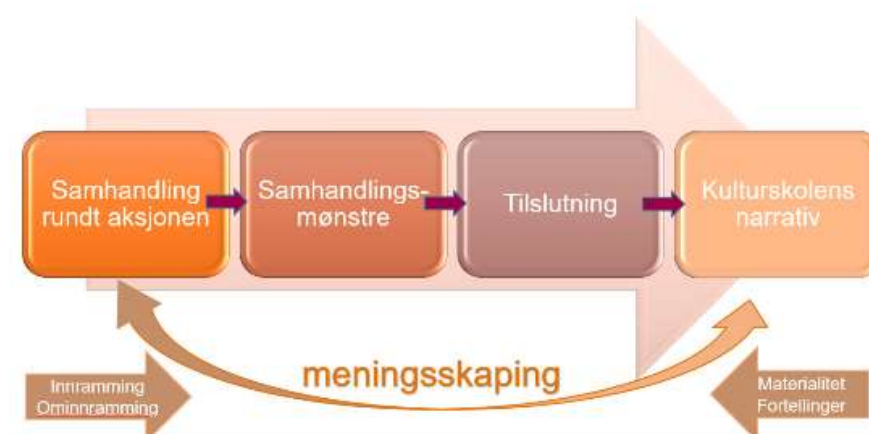 Samhandling
rundt aksjonen
Samhandlings-
mønstre
Tilslutning
Kulturskolens
narrativ
meningsskaping
Innramming
Ominnramming
Materialitet
Fortellinger